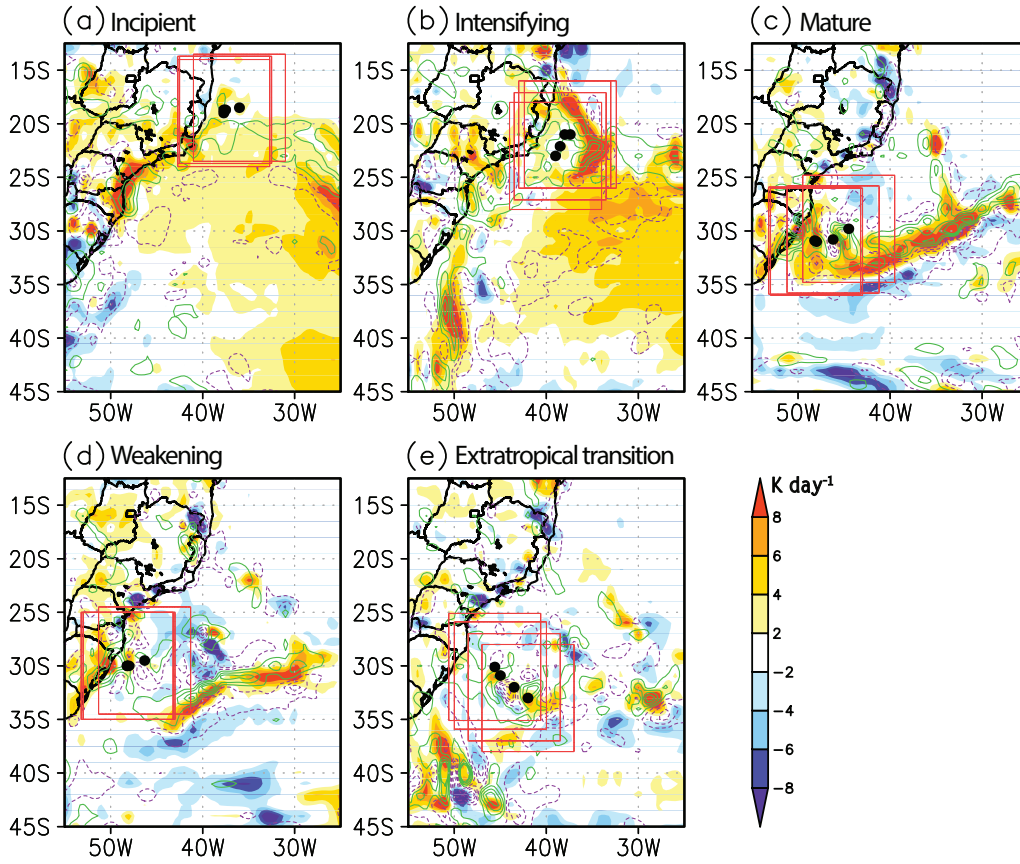 (a) Incipient
(b) Intensifying
(c) Mature
15S
20S
25S
30S
35S
40S
45S
50W 40W 30W
15S
20S
25S
30S
35S
40S
45S
50W 40W 30W
15S
20S
25S
30S
35S
40S
45S
50W 40W 30W
(d) Weakening
(e) Extratropical transition
15S
20S
25S
30S
35S
40S
45S
50W 40W 30W
15S
20S
25S
30S
35S
40S
45S
50W 40W 30W
K day⁻¹
8
6
4
2
-2
-4
-6
-8